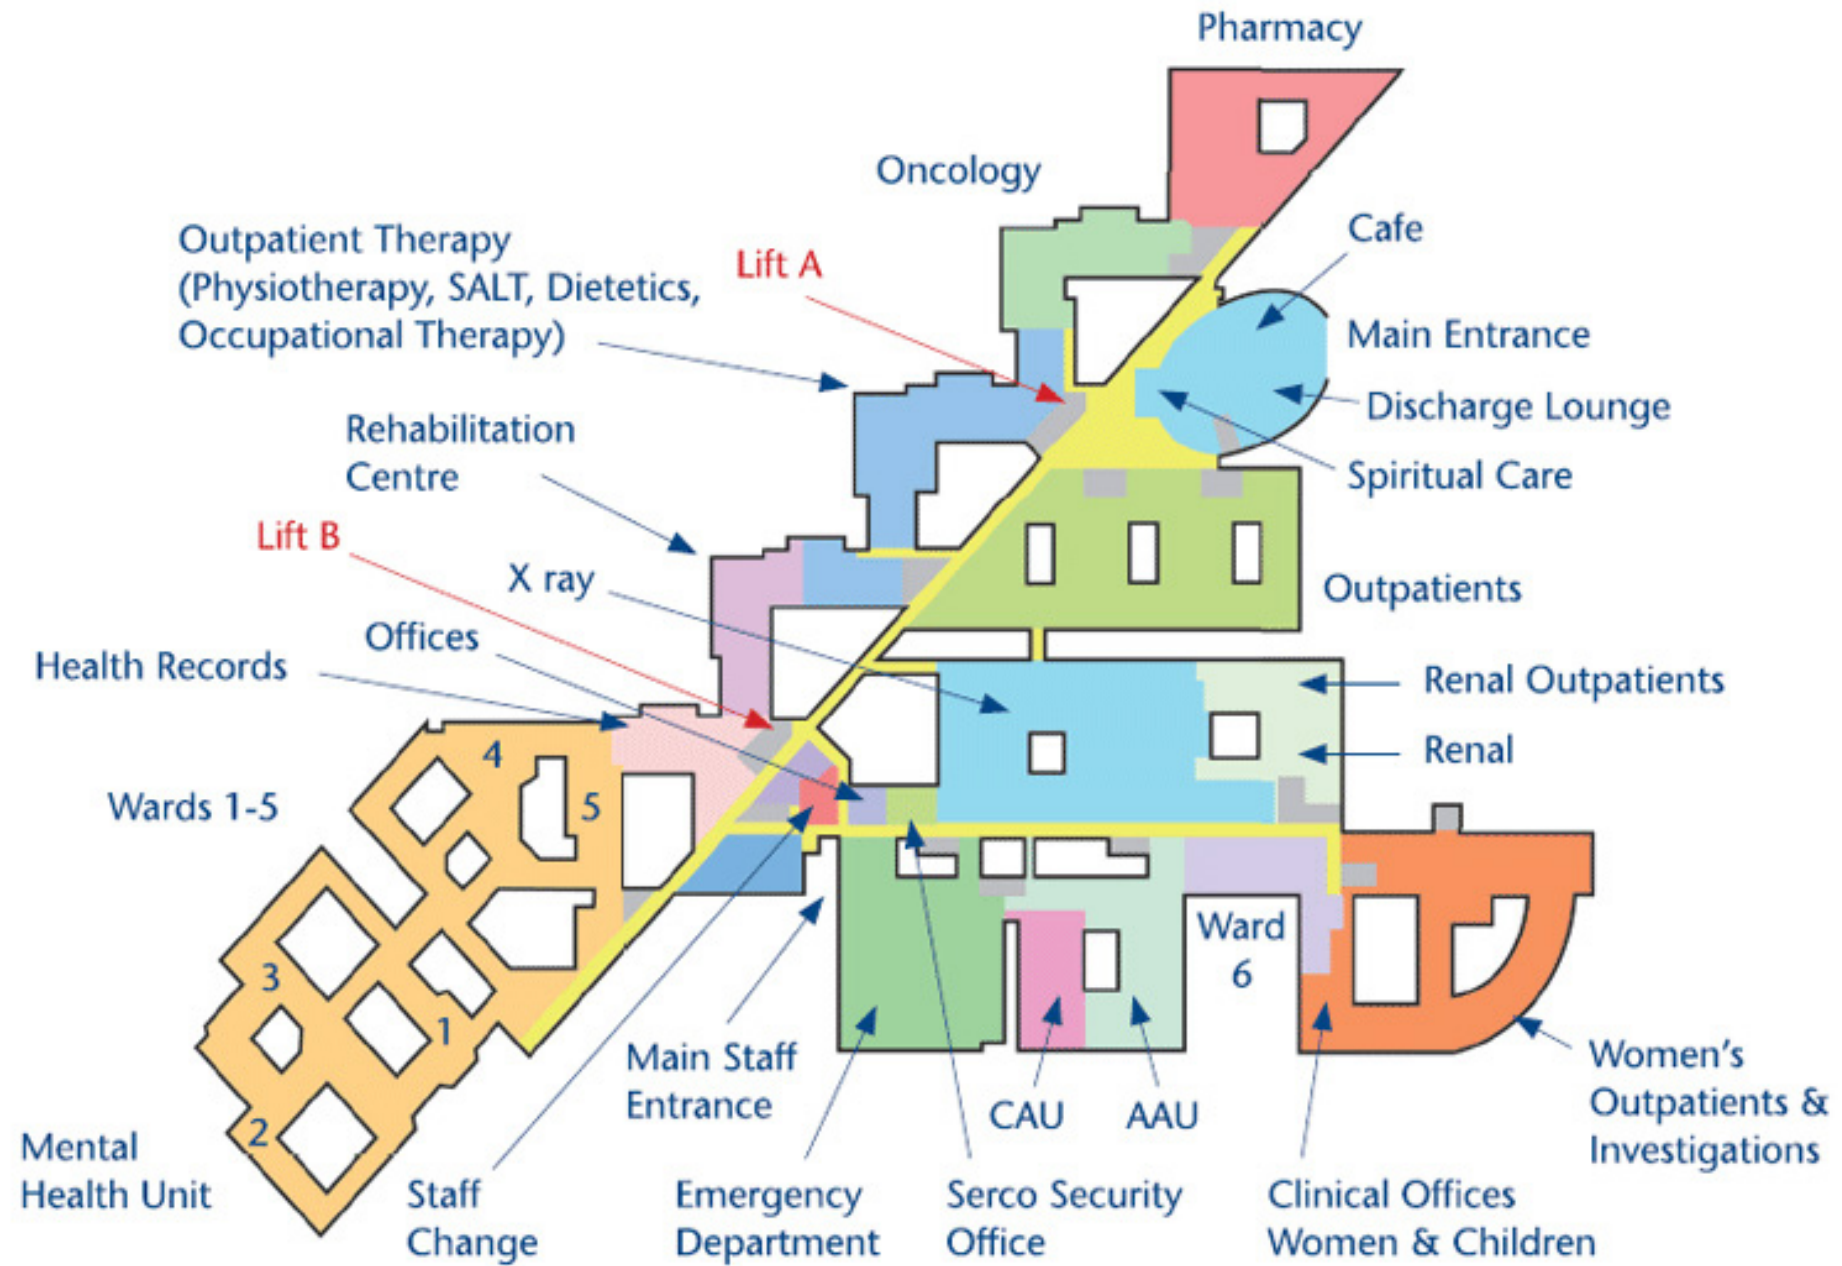 Pharmacy
Oncology
Cafe
Outpatient Therapy
(Physiotherapy, SALT, Dietetics,
Occupational Therapy)
Lift A
Main Entrance
Discharge Lounge
Rehabilitation
Centre
Spiritual Care
Lift B
X ray
Outpatients
Offices
Health Records
Renal Outpatients
Renal
4
5
Wards 1-5
3
1
2
Ward
6
Main Staff
Entrance
CAU
AAU
Women's
Outpatients &
Investigations
Mental
Health Unit
Staff
Change
Emergency
Department
Serco Security
Office
Clinical Offices
Women & Children